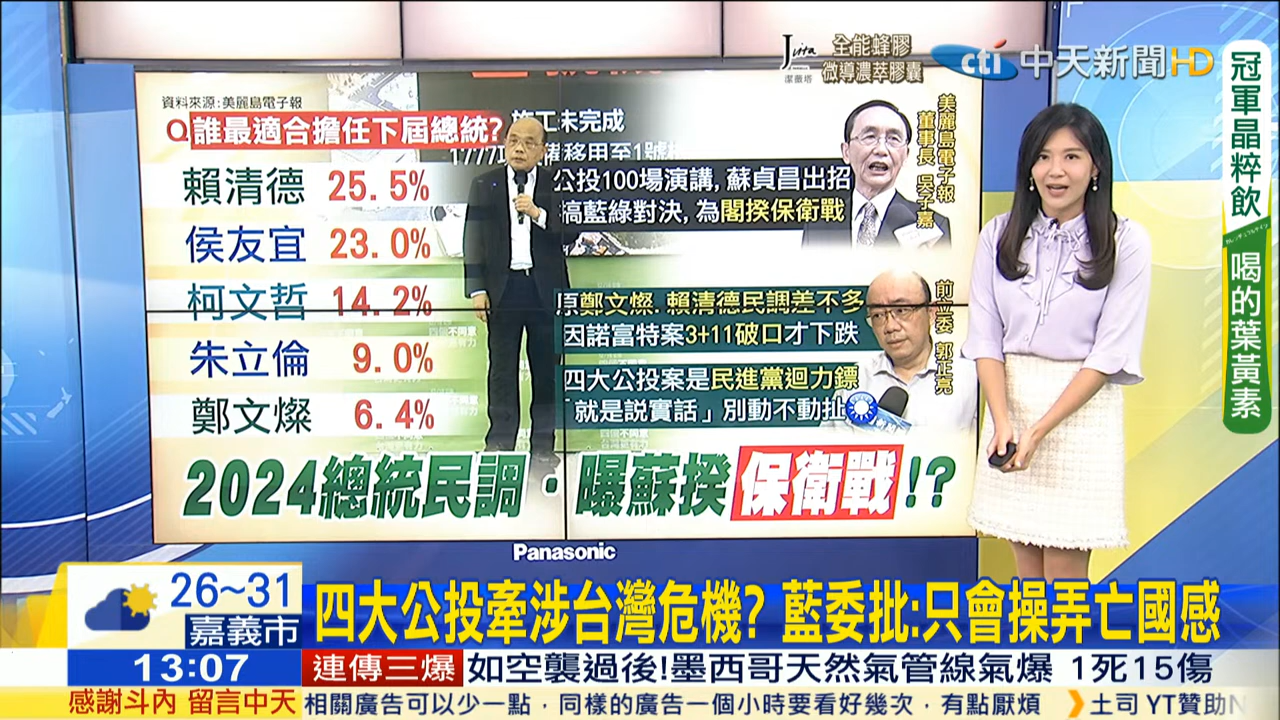 Jvita
潔薇塔
全能蜂膠
微導濃萃膠囊
cti 中天新聞HD
資料來源:美麗島電子報
Q誰最適合擔任下屆總統?
賴清德 25.5%
侯友宜 23.0%
柯文哲 14.2%
朱立倫 9.0%
鄭文燦 6.4%
施工未完成
公投100場演講,蘇貞昌出招
搞藍綠對決,為閣揆保衛戰
美麗島電子報
董事長 吳子嘉
原鄭文燦.賴清德民調差不多
因諾富特案3+11破口才下跌
四大公投案是民進黨迴力鏢
「就是説實話」別動不動扯
前立委 郭正亮
2024總統民調・曝蘇揆保衛戰!?
Panasonic
冠軍晶粹飲
喝的葉黃素
26~31
嘉義市
13:07
四大公投牽涉台灣危機? 藍委批:只會操弄亡國感
連傳三爆 如空襲過後!墨西哥天然氣管線氣爆 1死15傷
感謝斗內 留言中天 相關廣告可以少一點，同樣的廣告一個小時要看好幾次，有點厭煩 》土司 YT贊助N